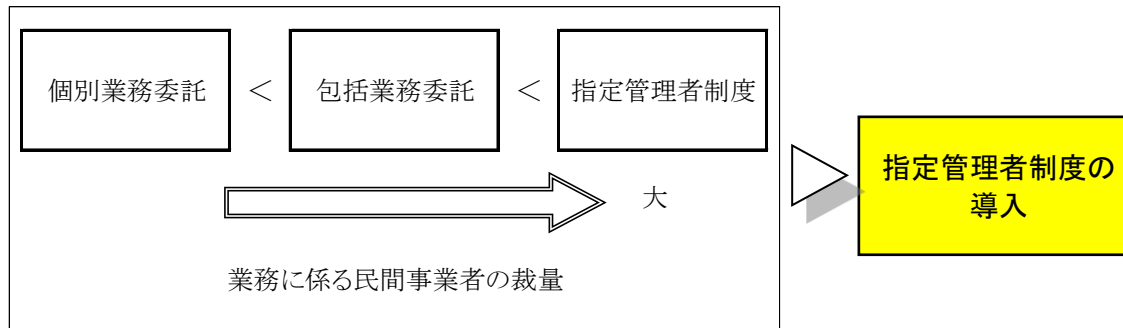 個別業務委託 < 包括業務委託 < 指定管理者制度
大
業務に係る民間事業者の裁量
指定管理者制度の
導入